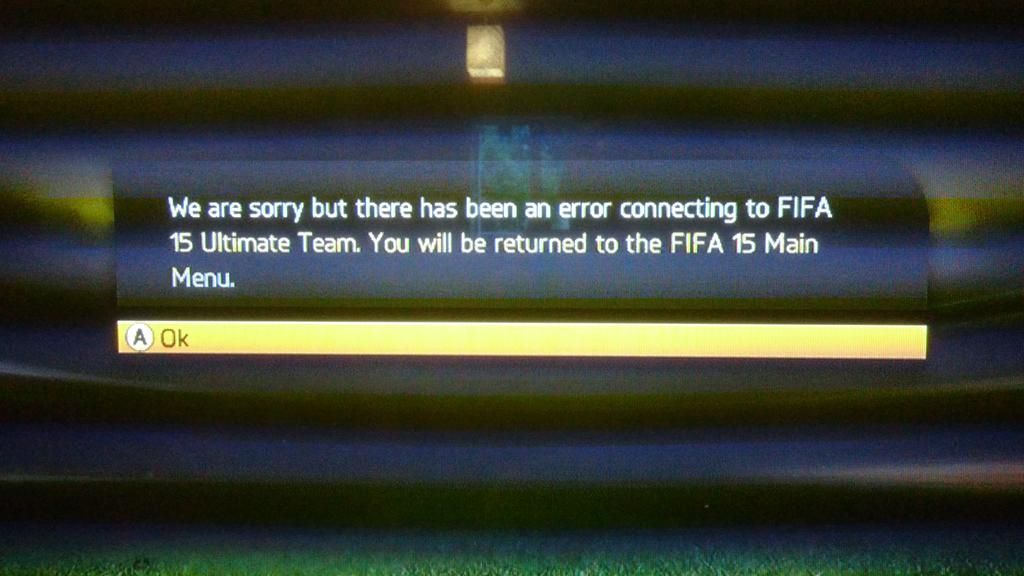 We are sorry but there has been an error connecting to FIFA
15 Ultimate Team. You will be returned to the FIFA 15 Main
Menu.
A Ok